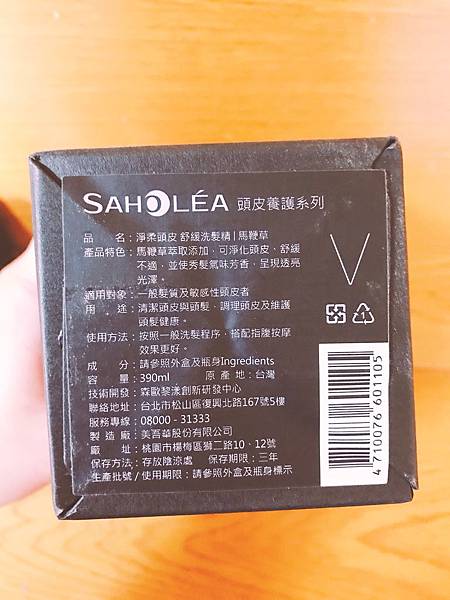 SAHOLÉA 頭皮養護系列
品　　名：淨柔頭皮 舒緩洗髮精 | 馬鞭草
產品特色：馬鞭草萃取添加，可淨化頭皮、舒緩
不適，並使秀髮氣味芳香，呈現透亮
光澤。
適用對象：一般髮質及敏感性頭皮者
用　　途：清潔頭皮與頭髮，調理頭皮及維護
頭髮健康。
使用方法：按照一般洗髮程序，搭配指腹按摩
效果更好。
成　　分：請參照外盒及瓶身Ingredients
容　　量：390ml　　原 產 地：台灣
技術開發：森歐黎漾創新研發中心
聯絡地址：台北市松山區復興北路167號5樓
服務專線：08000 - 31333
製 造 廠：美吾華股份有限公司
廠　　址：桃園市楊梅區獅二路10、12號
保存方法：存放陰涼處　　保存期限：三年
生產批號 / 使用期限：請參照外盒及瓶身標示
4 710076 601105